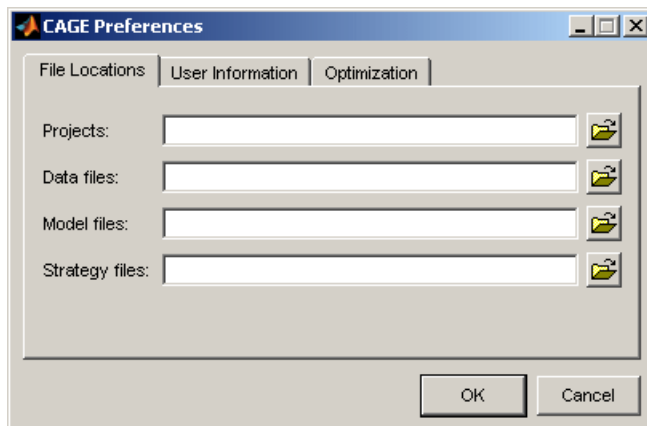 CAGE Preferences
File Locations User Information Optimization
Projects:
Data files:
Model files:
Strategy files:
OK Cancel